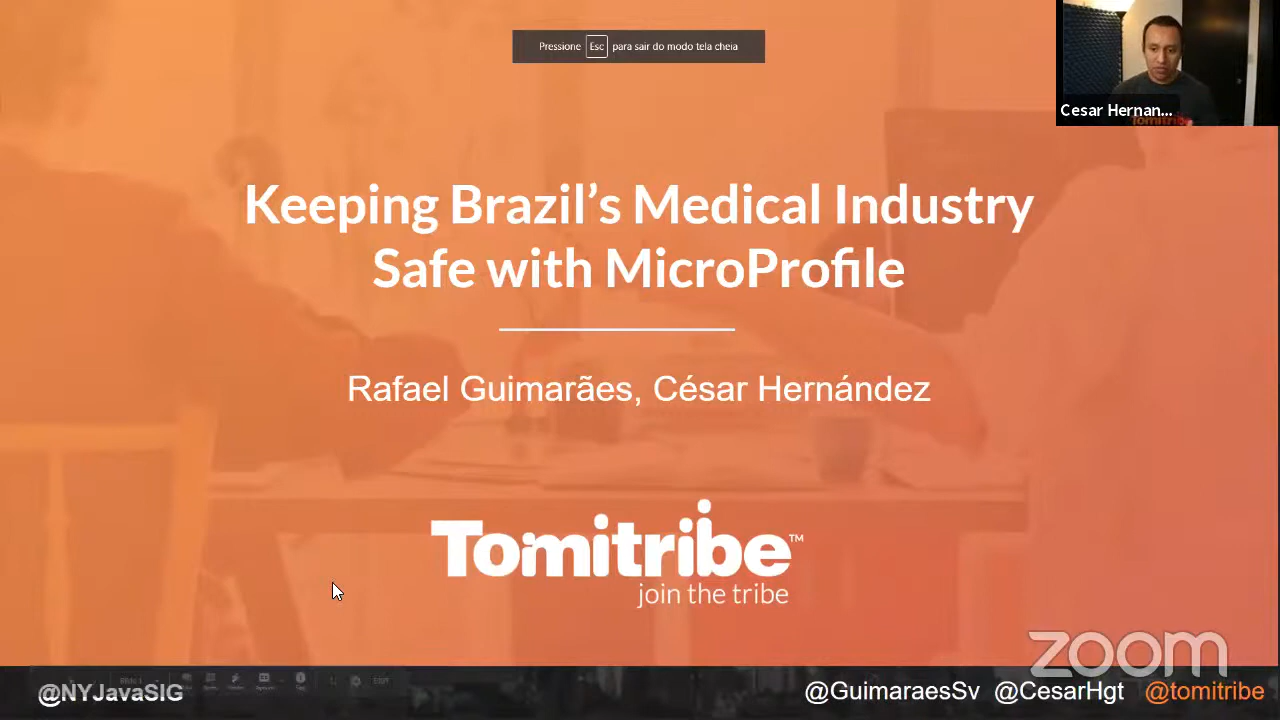 Pressione Esc para sair do modo tela cheia
Cesar Hernan...
Tomitribe
Keeping Brazil’s Medical Industry
Safe with MicroProfile
Rafael Guimarães, César Hernández
Tomitribe™
join the tribe
zoom
@NYJavaSIG
@GuimaraesSv @CesarHgt @tomitribe